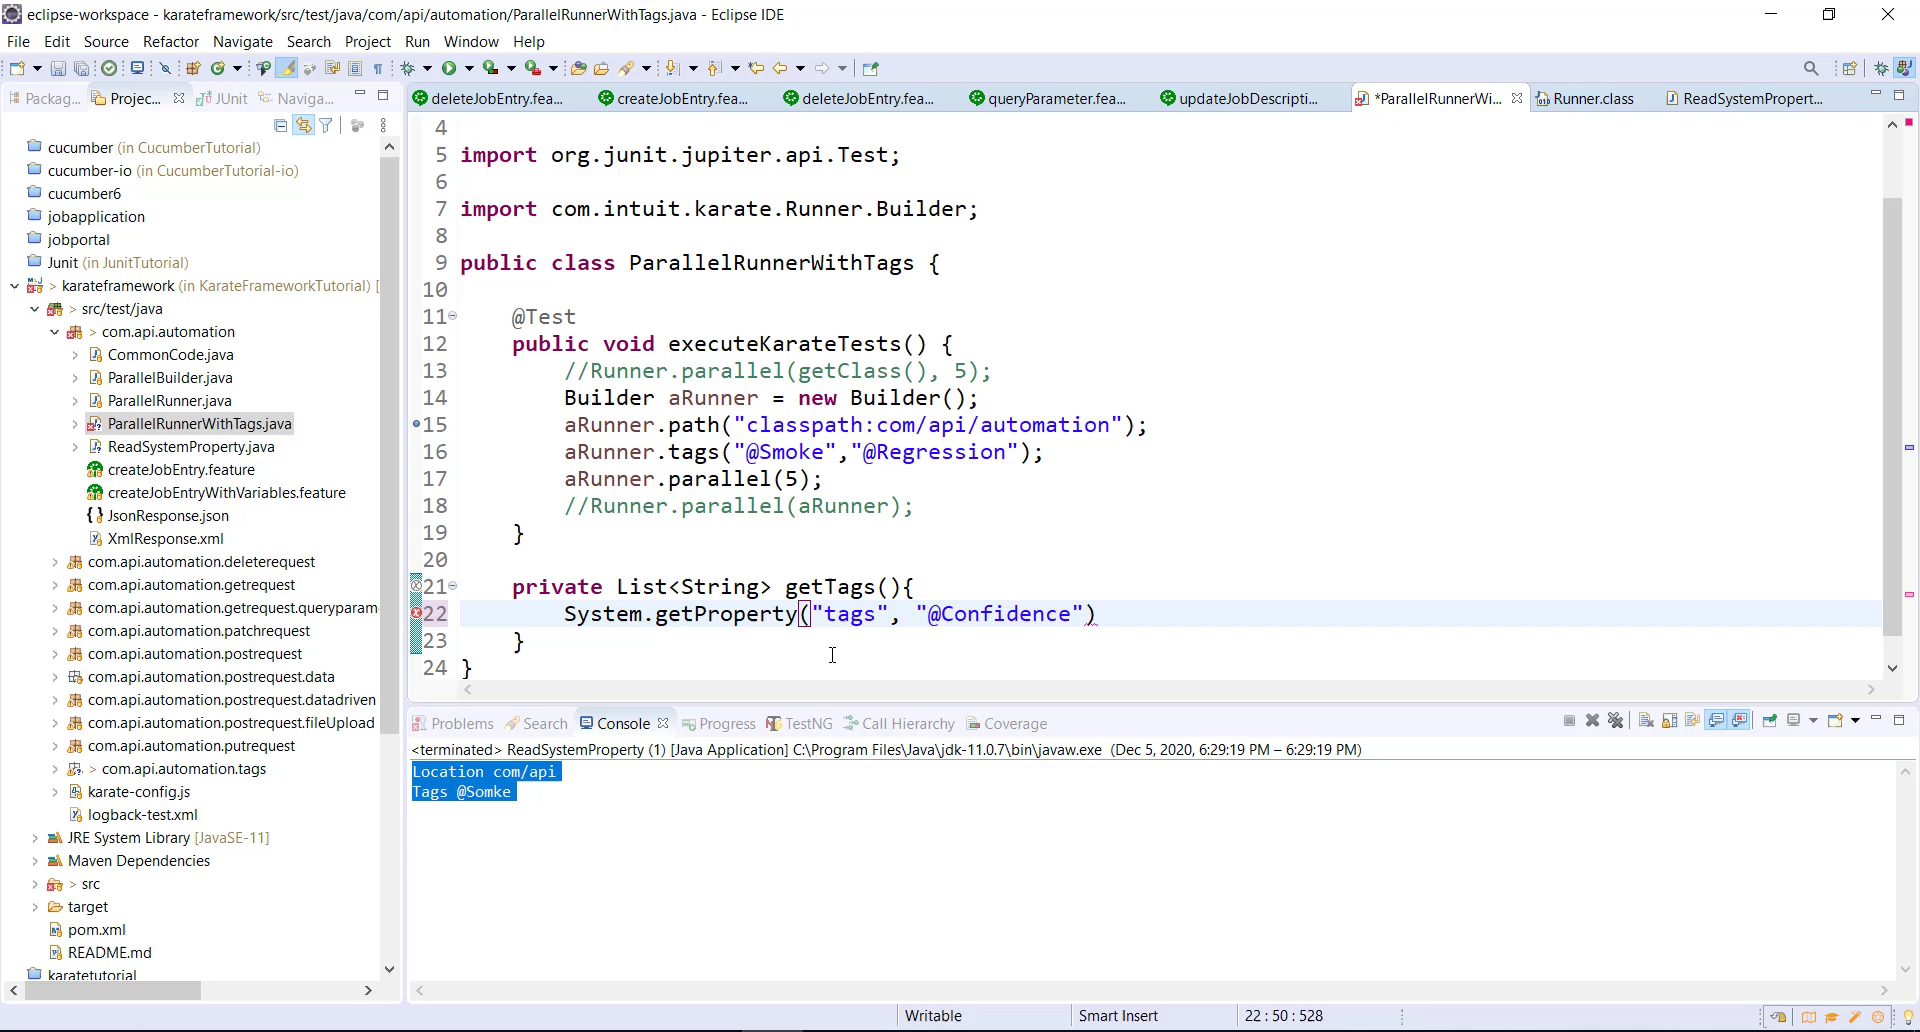 eclipse-workspace - karateframework/src/test/java/com/api/automation/ParallelRunnerWithTags.java - Eclipse IDE
File Edit Source Refactor Navigate Search Project Run Window Help
Packag... Projec... JUnit Naviga...
deleteJobEntry.fea... createJobEntry.fea... deleteJobEntry.fea... queryParameter.fea... updateJobDescripti... *ParallelRunnerWi... Runner.class ReadSystemPropert...
cucumber (in CucumberTutorial)
cucumber-io (in CucumberTutorial-io)
cucumber6
jobapplication
jobportal
Junit (in JunitTutorial)
> karateframework (in KarateFrameworkTutorial) [
> src/test/java
> com.api.automation
CommonCode.java
ParallelBuilder.java
ParallelRunner.java
ParallelRunnerWithTags.java
ReadSystemProperty.java
createJobEntry.feature
createJobEntryWithVariables.feature
JsonResponse.json
XmlResponse.xml
com.api.automation.deleterequest
com.api.automation.getrequest
com.api.automation.getrequest.queryparam
com.api.automation.patchrequest
com.api.automation.postrequest
com.api.automation.postrequest.data
com.api.automation.postrequest.datadriven
com.api.automation.postrequest.fileUpload
com.api.automation.putrequest
> com.api.automation.tags
karate-config.js
logback-test.xml
JRE System Library [JavaSE-11]
Maven Dependencies
> src
target
pom.xml
README.md
karatetutorial
4
5 import org.junit.jupiter.api.Test;
6
7 import com.intuit.karate.Runner.Builder;
8
9 public class ParallelRunnerWithTags {
10
11 @Test
12 public void executeKarateTests() {
13 //Runner.parallel(getClass(), 5);
14 Builder aRunner = new Builder();
15 aRunner.path("classpath:com/api/automation");
16 aRunner.tags("@Smoke","@Regression");
17 aRunner.parallel(5);
18 //Runner.parallel(aRunner);
19 }
20
21 private List<String> getTags(){
22 System.getProperty("tags", "@Confidence")
23 }
24 }
Problems Search Console Progress TestNG Call Hierarchy Coverage
<terminated> ReadSystemProperty (1) [Java Application] C:\Program Files\Java\jdk-11.0.7\bin\javaw.exe (Dec 5, 2020, 6:29:19 PM – 6:29:19 PM)
Location com/api
Tags @Somke
Writable Smart Insert 22 : 50 : 528